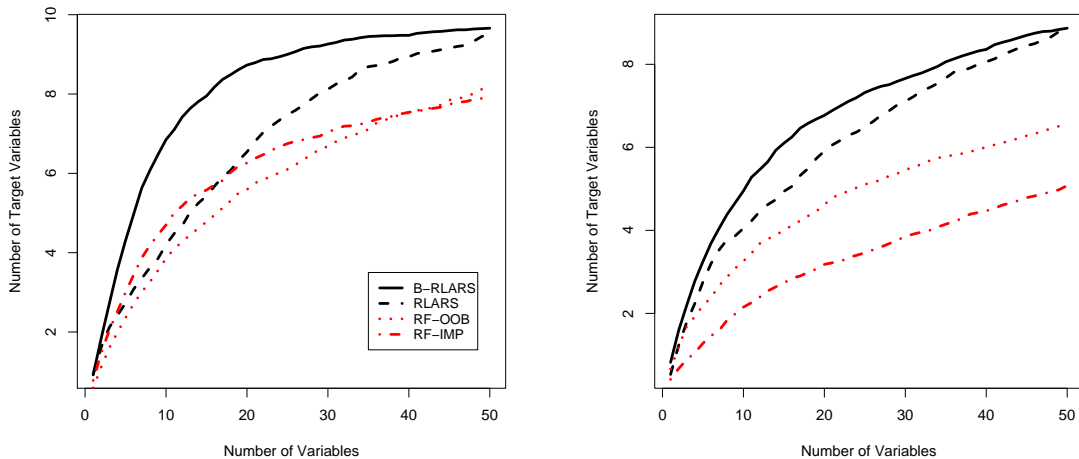 10
8
6
4
2
Number of Target Variables
B−RLARS
RLARS
RF−OOB
RF−IMP
0 10 20 30 40 50
Number of Variables
8
6
4
2
Number of Target Variables
0 10 20 30 40 50
Number of Variables